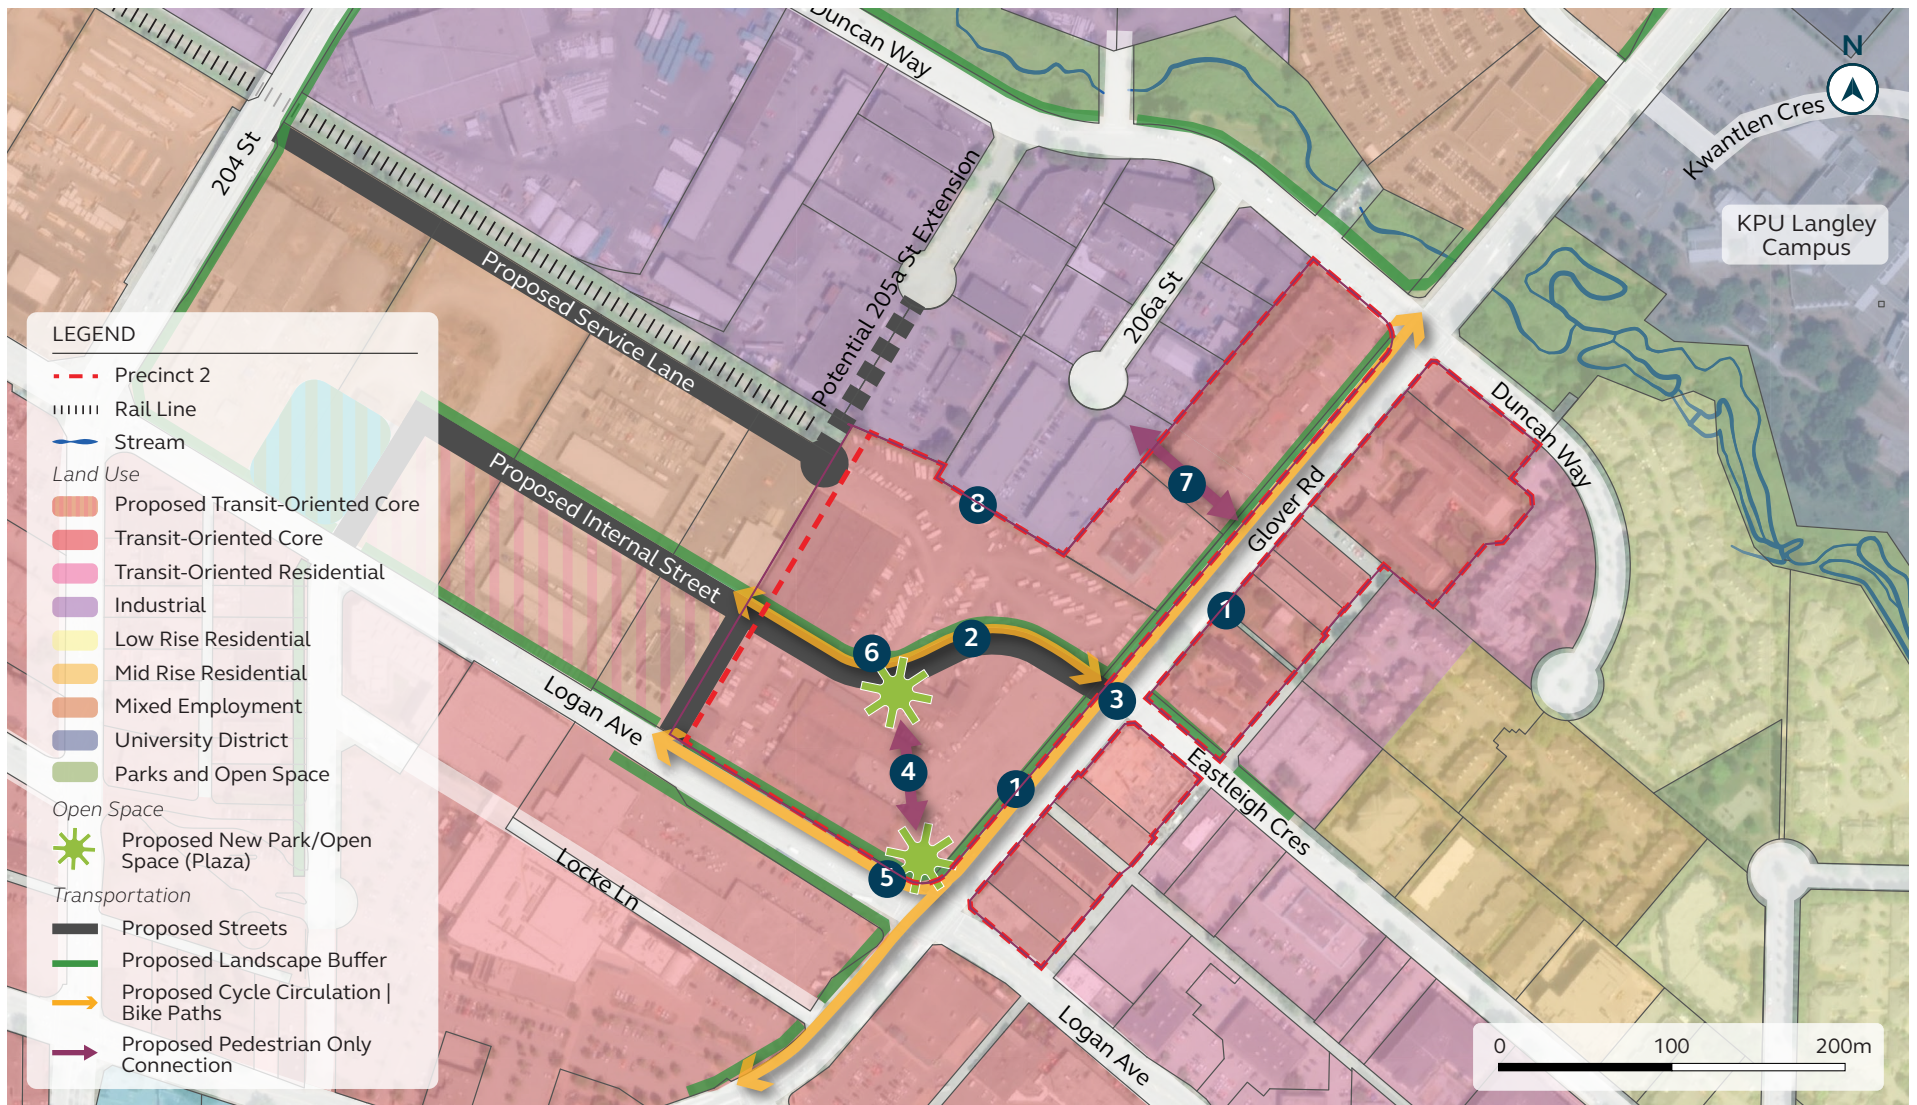 Duncan Way
N
Kwantlen Cres
204 St
KPU Langley
Campus
Potential 205a St Extension
206a St
Proposed Service Lane
Duncan Way
Proposed Internal Street
Glover Rd
7
8
1
2
6
3
4
1
5
Logan Ave
Eastleigh Cres
Locke Ln
Logan Ave
LEGEND
Precinct 2
Rail Line
Stream
Land Use
Proposed Transit-Oriented Core
Transit-Oriented Core
Transit-Oriented Residential
Industrial
Low Rise Residential
Mid Rise Residential
Mixed Employment
University District
Parks and Open Space
Open Space
Proposed New Park/Open
Space (Plaza)
Transportation
Proposed Streets
Proposed Landscape Buffer
Proposed Cycle Circulation |
Bike Paths
Proposed Pedestrian Only
Connection
0 100 200m